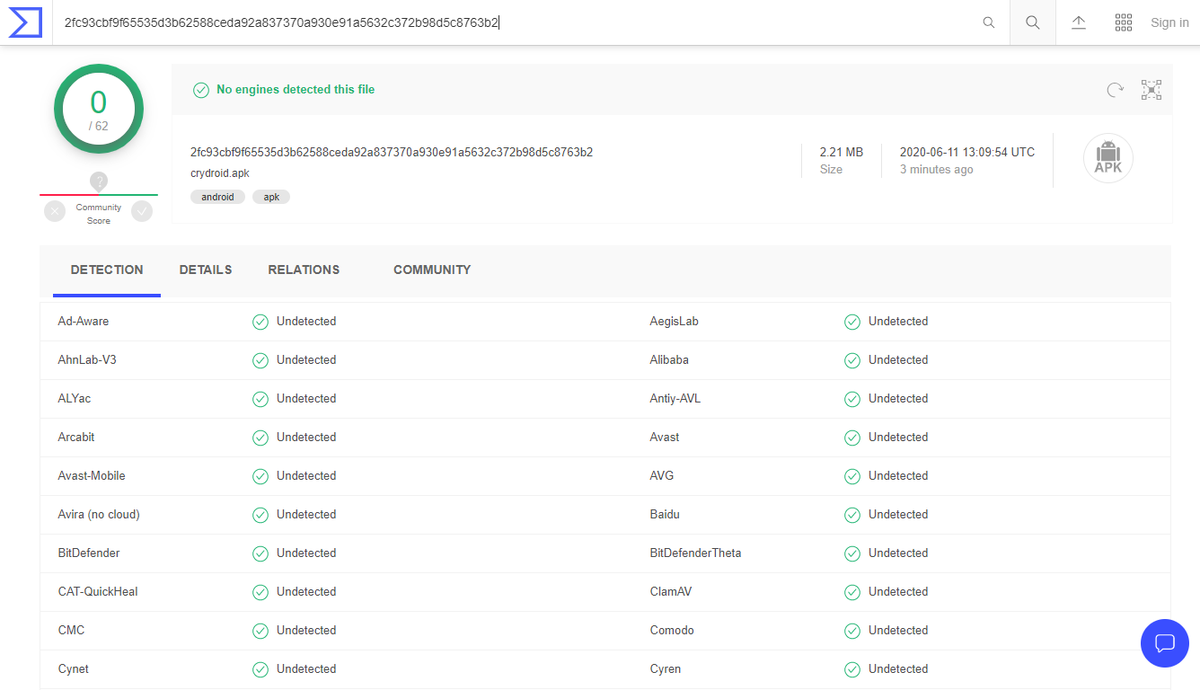 2fc93cbf9f65535d3b62588ceda92a837370a930e91a5632c372b98d5c8763b2
Sign in
0
/ 62
?
Community
Score
No engines detected this file
2fc93cbf9f65535d3b62588ceda92a837370a930e91a5632c372b98d5c8763b2
crydroid.apk
android apk
2.21 MB
Size
2020-06-11 13:09:54 UTC
3 minutes ago
APK
DETECTION DETAILS RELATIONS COMMUNITY
Ad-Aware Undetected AegisLab Undetected
AhnLab-V3 Undetected Alibaba Undetected
ALYac Undetected Antiy-AVL Undetected
Arcabit Undetected Avast Undetected
Avast-Mobile Undetected AVG Undetected
Avira (no cloud) Undetected Baidu Undetected
BitDefender Undetected BitDefenderTheta Undetected
CAT-QuickHeal Undetected ClamAV Undetected
CMC Undetected Comodo Undetected
Cynet Undetected Cyren Undetected